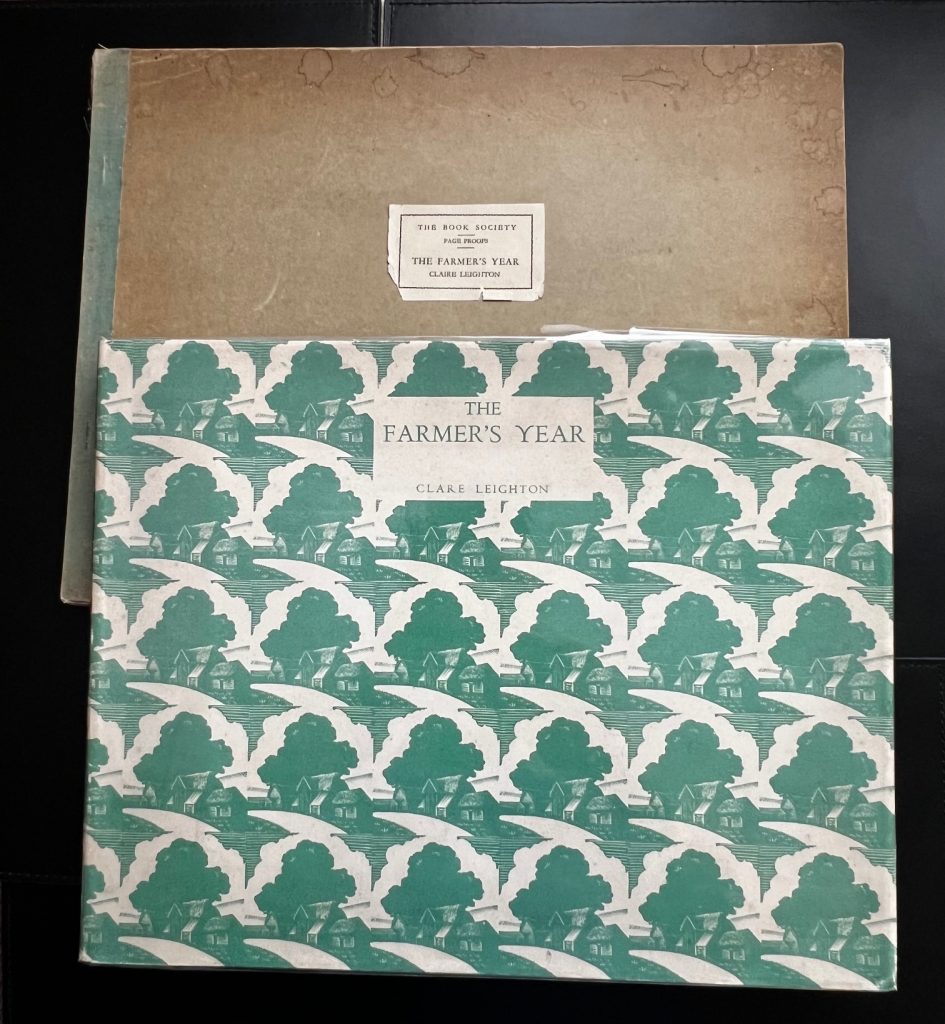 THE BOOK SOCIETY
PAGE PROOFS
THE FARMER'S YEAR
CLAIRE LEIGHTON
THE
FARMER'S YEAR
CLARE LEIGHTON